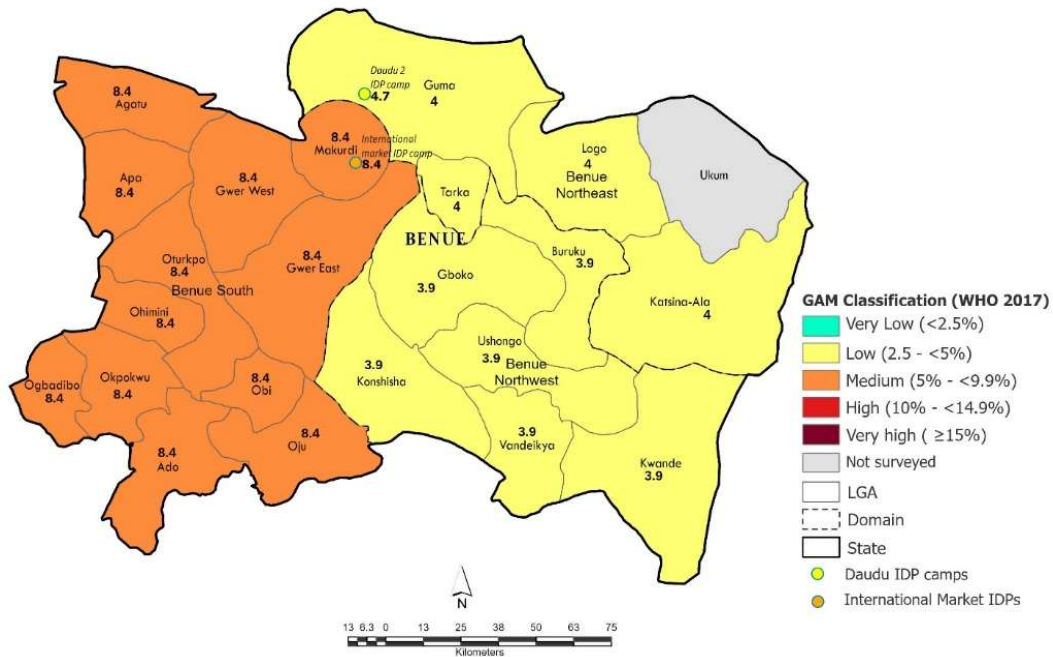 Daudu 2
IDP camp
4.7
Guma
4
8.4
Agatu
8.4
Makurdi
International
market IDP camp
8.4
Logo
4
Benue
Northeast
Ukum
Apa
8.4
8.4
Gwer West
Tarka
4
BENUE
Buruku
3.9
8.4
Gwer East
Gboko
3.9
Oturkpo
8.4
Benue South
Katsina-Ala
4
Ohimini
8.4
Ushongo
3.9
Benue
Northwest
3.9
Konshisha
Ogbadibo
8.4
Okpokwu
8.4
8.4
Obi
8.4
Oju
8.4
Ado
3.9
Vandeikya
Kwande
3.9
GAM Classification (WHO 2017)
Very Low (<2.5%)
Low (2.5 - <5%)
Medium (5% - <9.9%)
High (10% - <14.9%)
Very high ( ≥15%)
Not surveyed
LGA
Domain
State
Daudu IDP camps
International Market IDPs
N
13 6.3 0 13 25 38 50 63 75
Kilometers